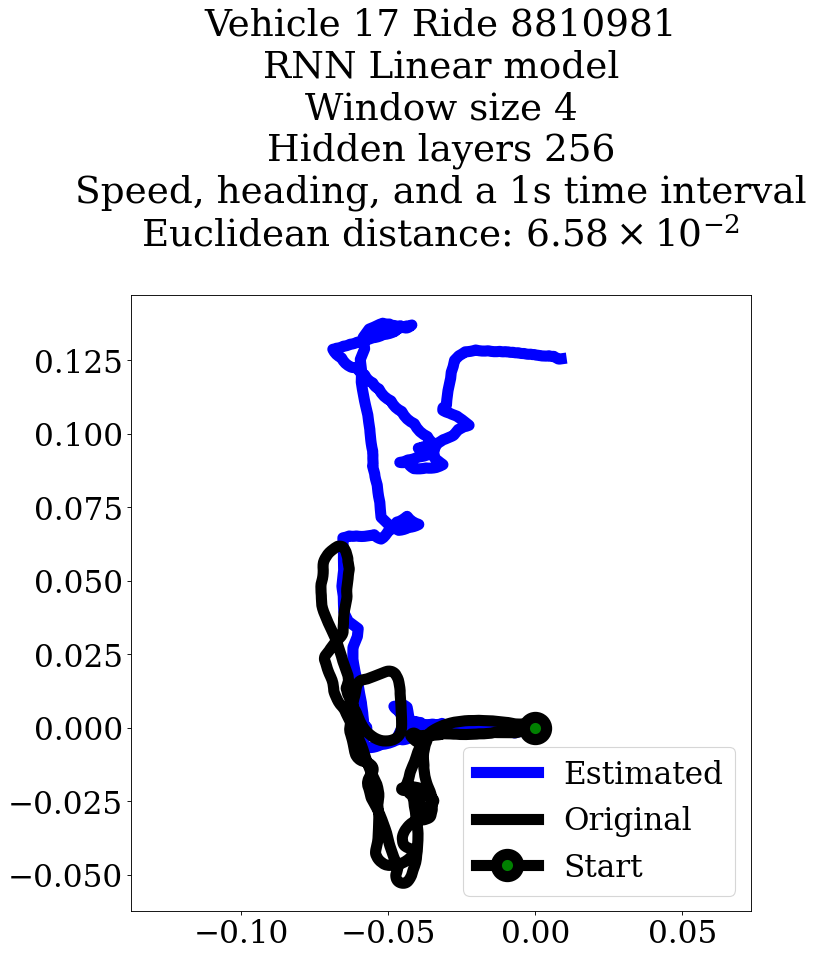 Vehicle 17 Ride 8810981
RNN Linear model
Window size 4
Hidden layers 256
Speed, heading, and a 1s time interval
Euclidean distance: 6.58 × 10⁻²
0.125
0.100
0.075
0.050
0.025
0.000
−0.025
−0.050
Estimated
Original
Start
−0.10
−0.05
0.00
0.05